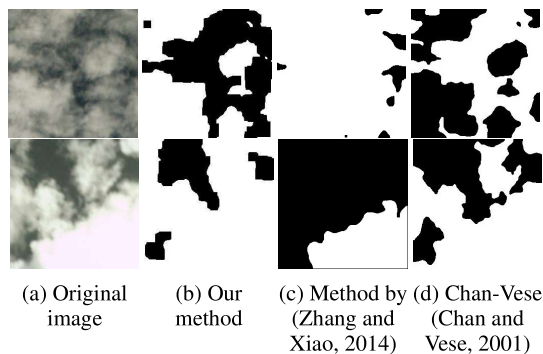 (a) Original
image
(b) Our
method
(c) Method by
(Zhang and
Xiao, 2014)
(d) Chan-Vese
(Chan and
Vese, 2001)